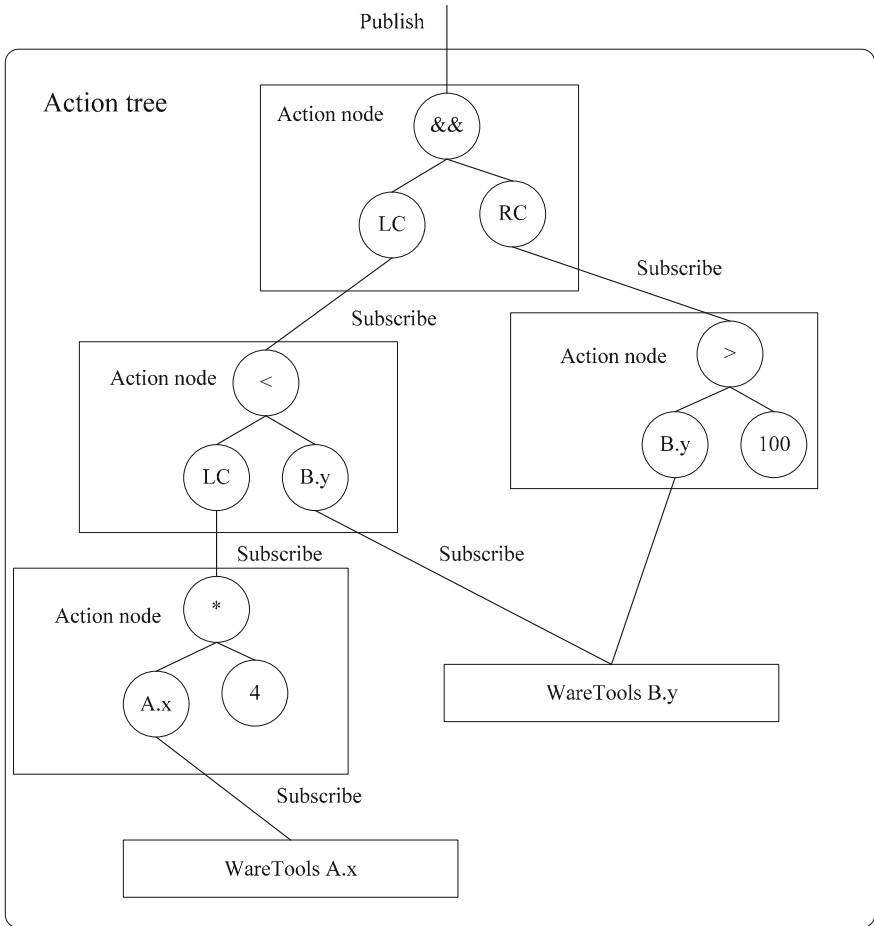 Publish
Action tree
Action node
&&
LC
RC
Subscribe
Subscribe
Action node
<
LC
B.y
Action node
>
B.y
100
Subscribe
Subscribe
Action node
*
A.x
4
WareTools B.y
Subscribe
WareTools A.x